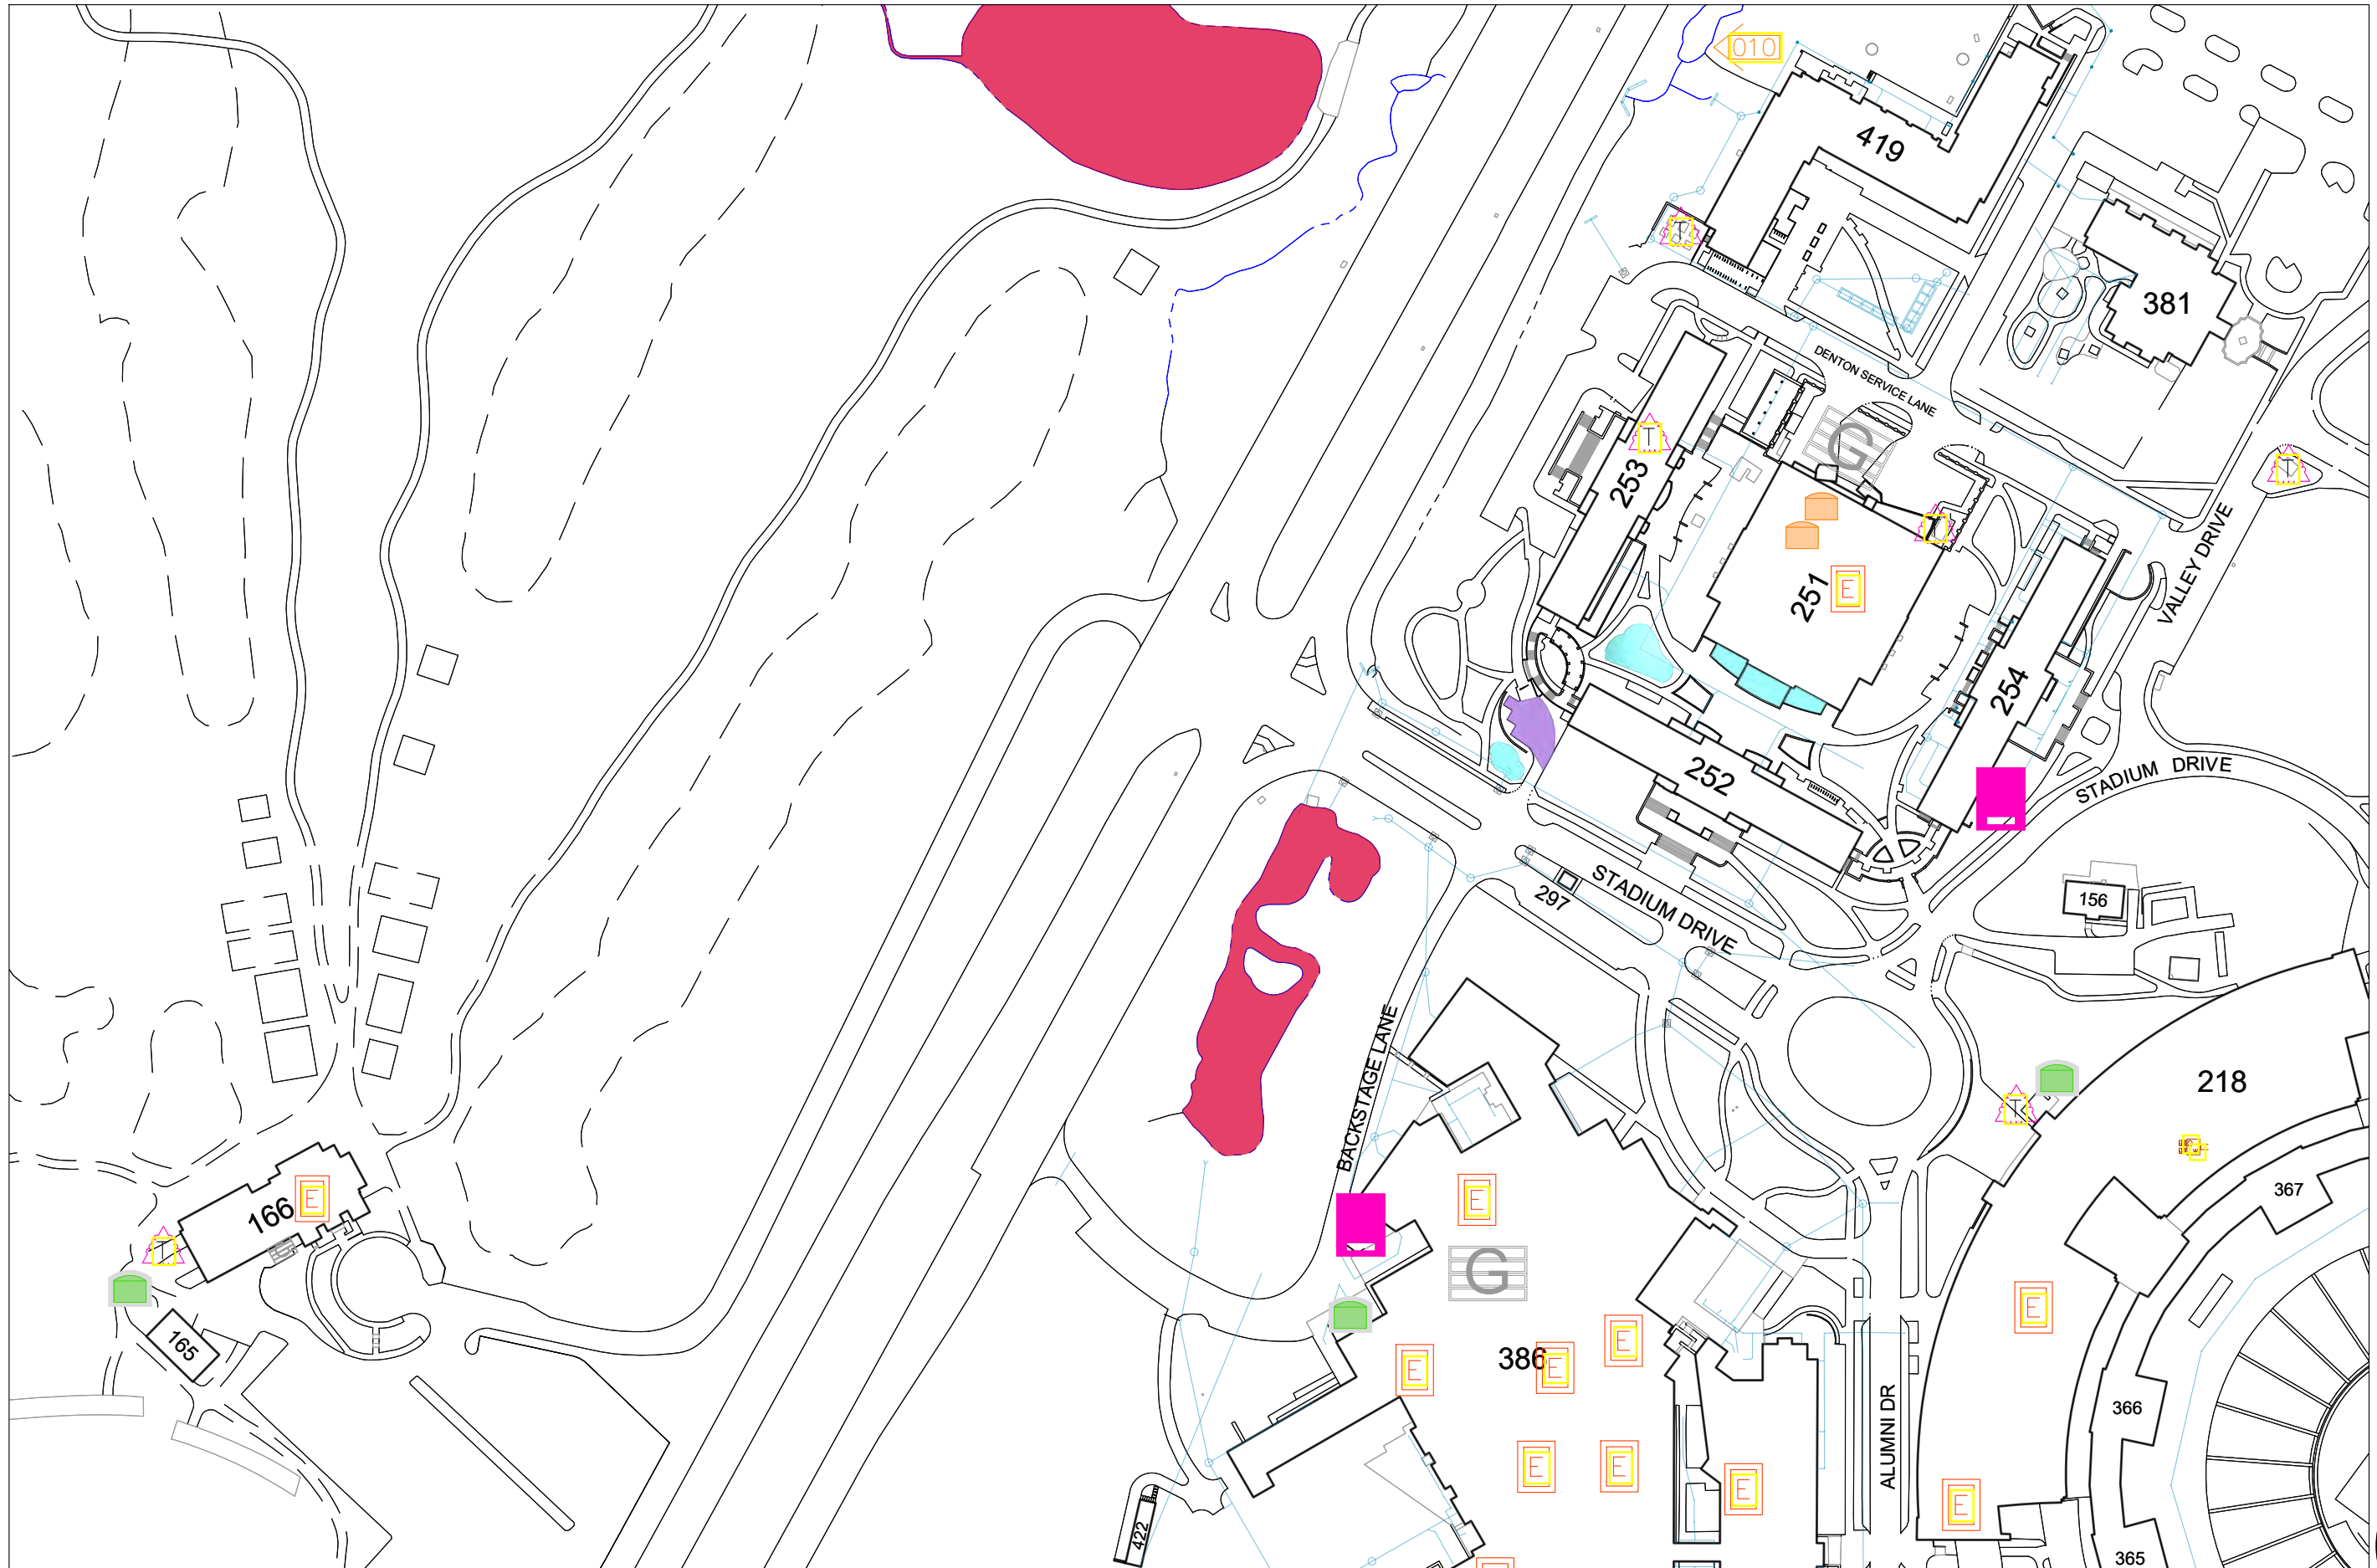 010
419
T
381
DENTON SERVICE LANE
T
G
T
253
T
VALLEY DRIVE
E
251
254
252
STADIUM DRIVE
297
STADIUM DRIVE
156
BACKSTAGE LANE
218
T
367
E
166
E
G
T
G
E
165
E
E
E
386
366
ALUMNI DR
E
E
E
E
422
365